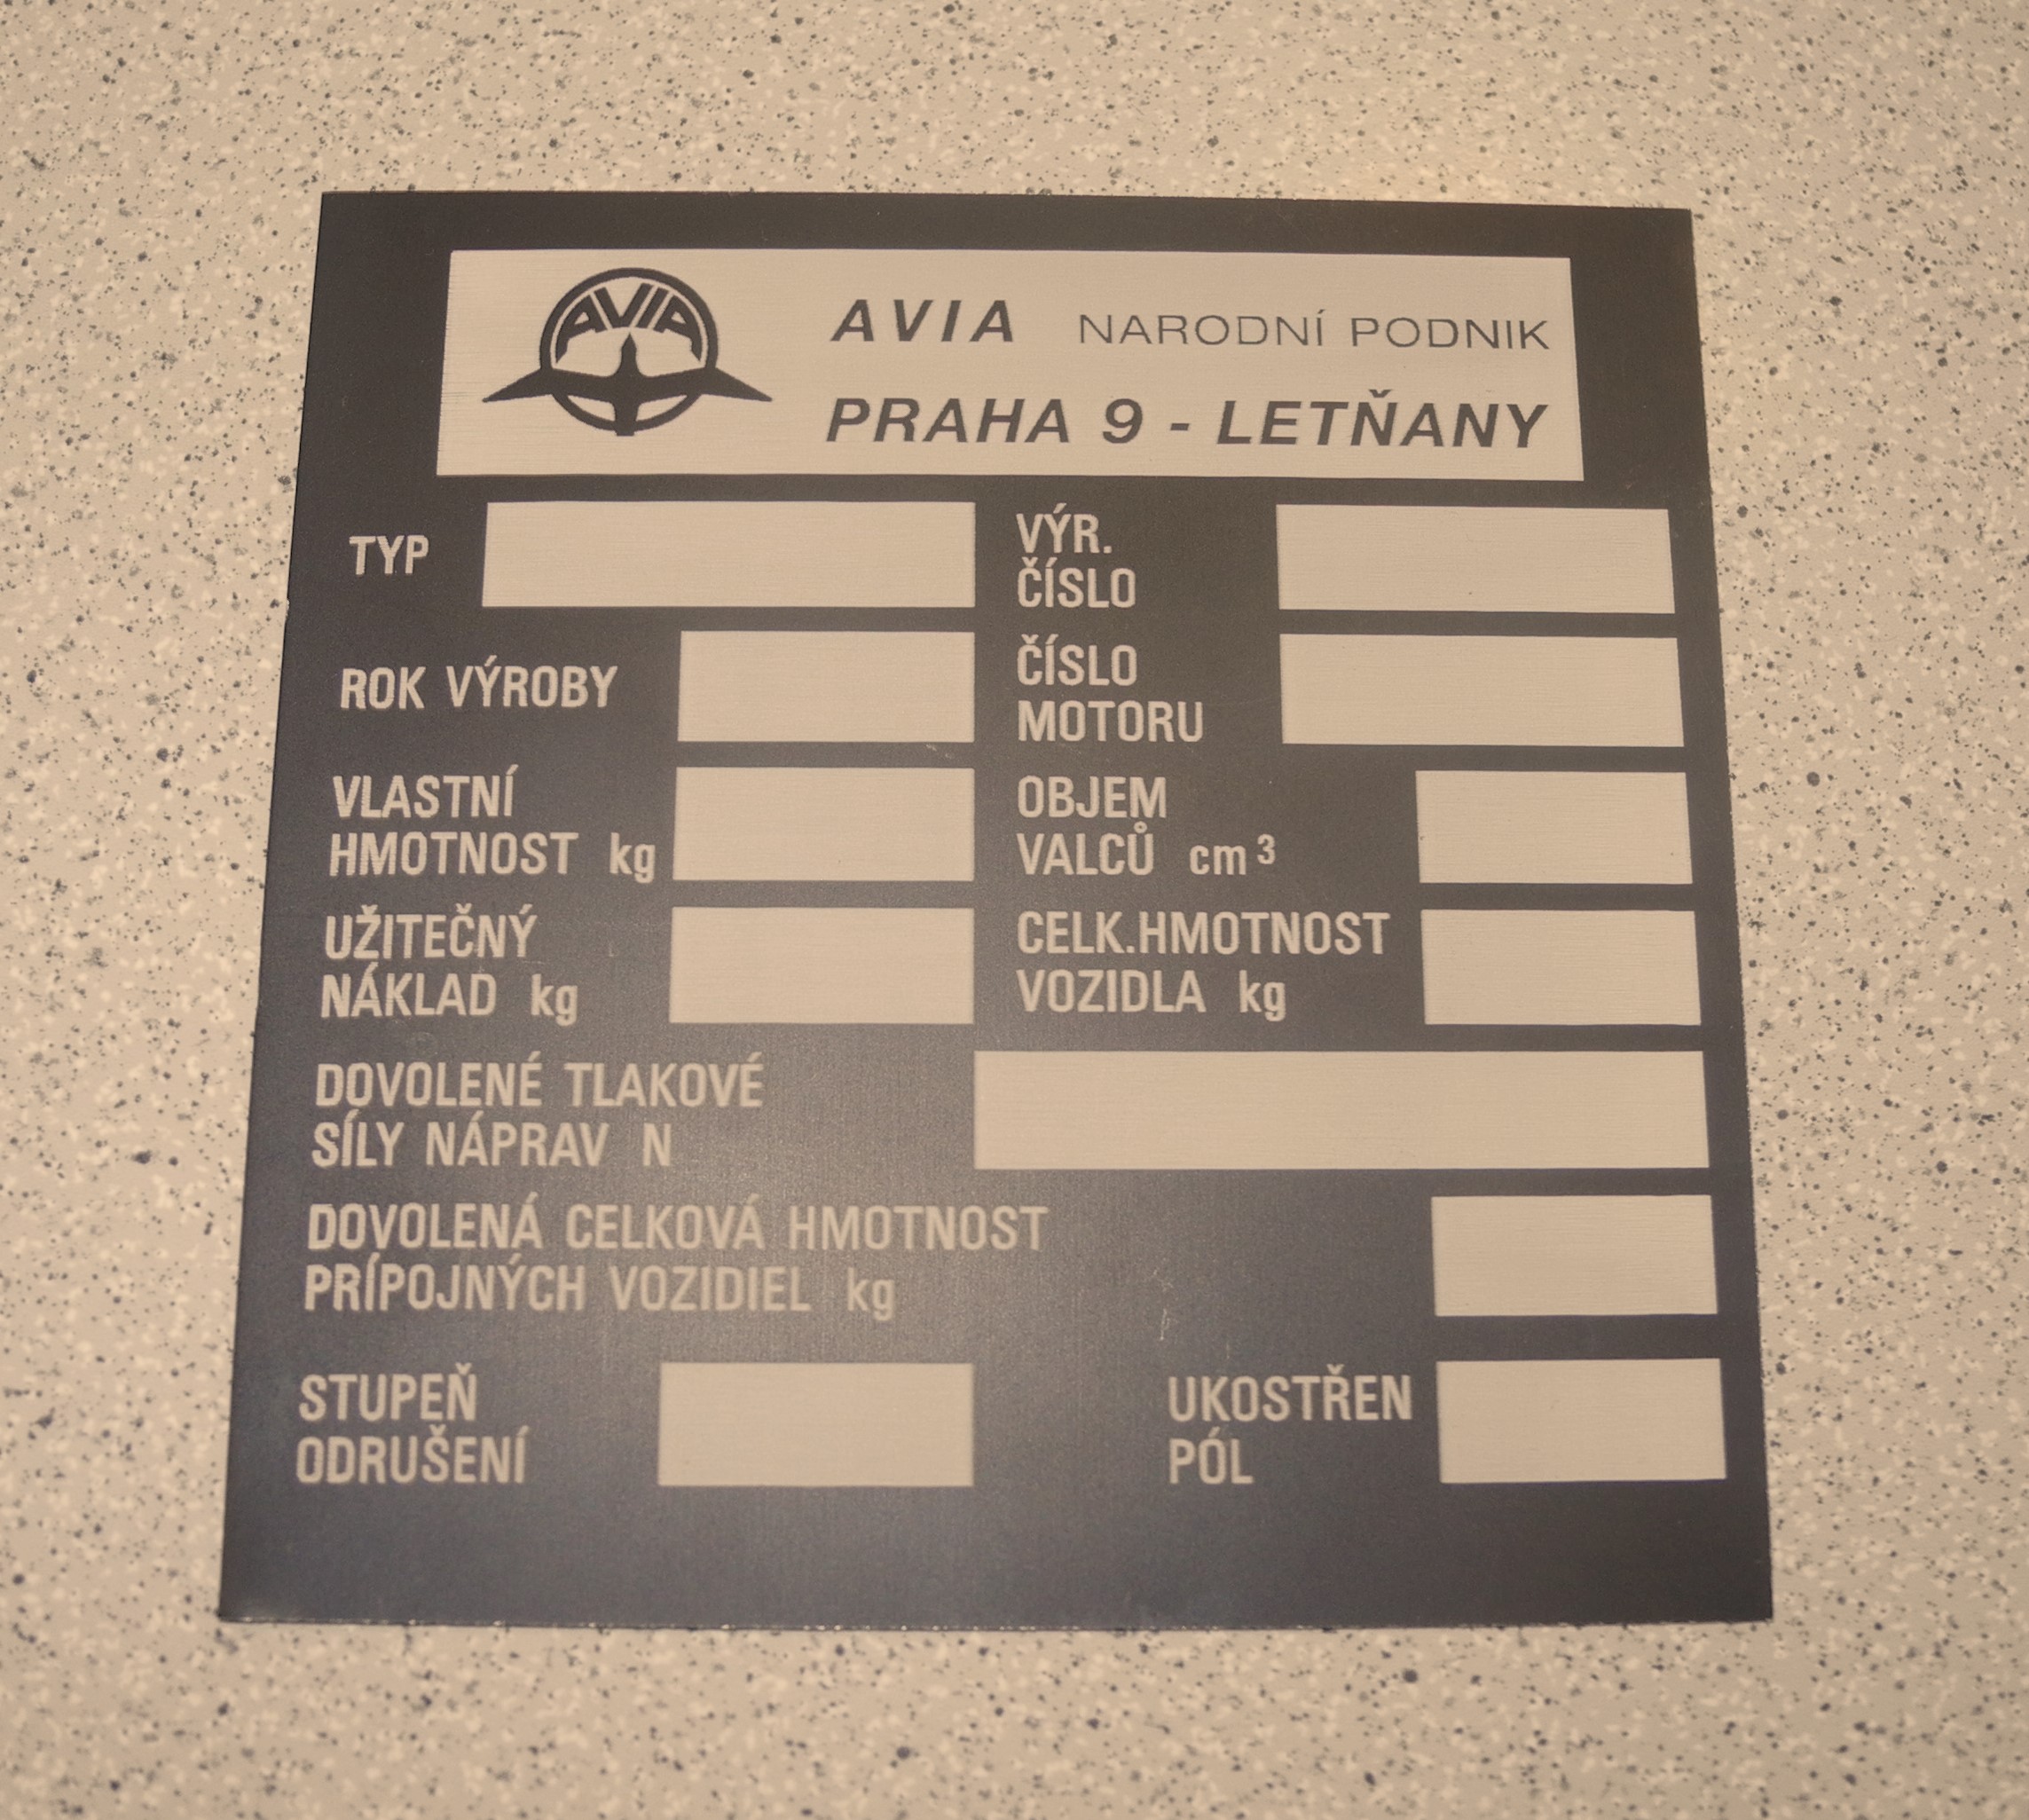 AVIA
AVIA NARODNÍ PODNIK
PRAHA 9 - LETŇANY
TYP
VÝR.
ČÍSLO
ROK VÝROBY
ČÍSLO
MOTORU
VLASTNÍ
HMOTNOST kg
OBJEM
VALCŮ cm³
UŽITEČNÝ
NÁKLAD kg
CELK.HMOTNOST
VOZIDLA kg
DOVOLENÉ TLAKOVÉ
SÍLY NÁPRAV N
DOVOLENÁ CELKOVÁ HMOTNOST
PRÍPOJNÝCH VOZIDIEL kg
STUPEŇ
ODRUŠENÍ
UKOSTŘEN
PÓL